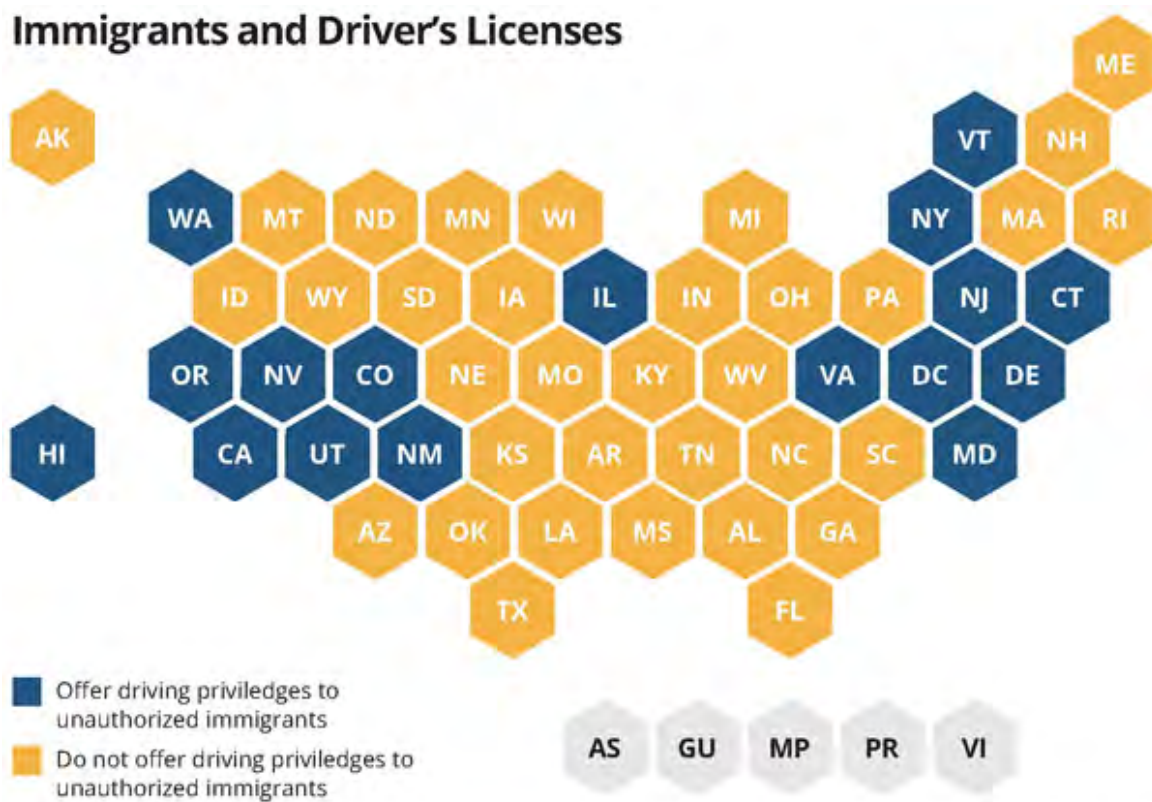 Immigrants and Driver's Licenses
ME
AK
VT NH
WA MT ND MN WI MI NY MA RI
ID WY SD IA IL IN OH PA NJ CT
OR NV CO NE MO KY WV VA DC DE
HI CA UT NM KS AR TN NC SC MD
AZ OK LA MS AL GA
TX FL
Offer driving priviledges to
unauthorized immigrants
Do not offer driving priviledges to
unauthorized immigrants
AS GU MP PR VI